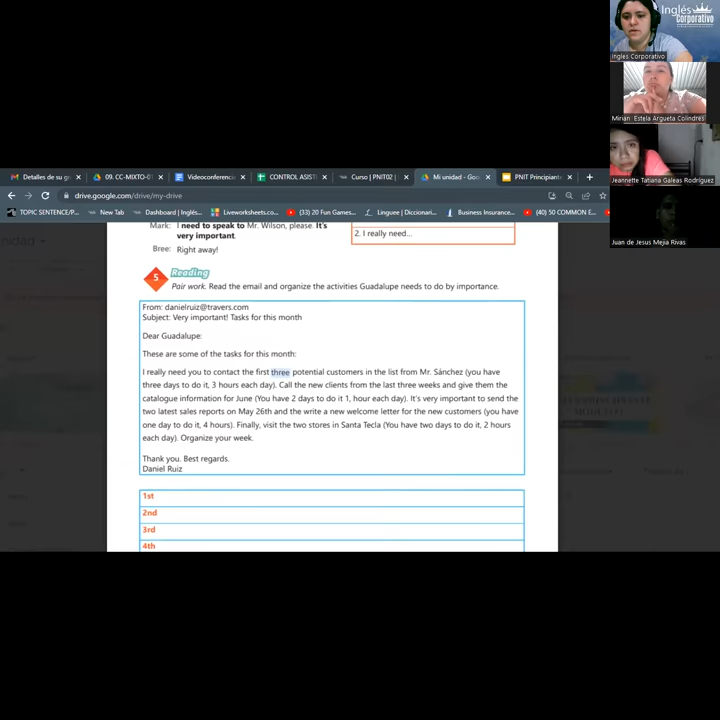 Inglés
Corporativo
Ingles Corporativo
Mirian Estela Argueta Colindres
Jeannette Tatiana Galeas Rodríguez
Juan de Jesus Mejia Rivas
Detalles de su g
09. CC-MIXTO-01
Videoconferenci
CONTROL ASIST
Curso | PNIT02 |
Mi unidad - Goo
PNIT Principiante
drive.google.com/drive/my-drive
TOPIC SENTENCE/P...
New Tab
Dashboard | Inglés...
Liveworksheets.co...
(33) 20 Fun Games...
Linguee | Diccionari...
Business Insurance...
(40) 50 COMMON E...
nidad
Mark: I need to speak to Mr. Wilson, please. It's
very important.
Bree: Right away!
2. I really need...
5 Reading
Pair work. Read the email and organize the activities Guadalupe needs to do by importance.
From: danielruiz@travers.com
Subject: Very important! Tasks for this month
Dear Guadalupe:
These are some of the tasks for this month:
I really need you to contact the first three potential customers in the list from Mr. Sánchez (you have
three days to do it, 3 hours each day). Call the new clients from the last three weeks and give them the
catalogue information for June (You have 2 days to do it 1, hour each day). It's very important to send the
two latest sales reports on May 26th and the write a new welcome letter for the new customers (you have
one day to do it, 4 hours). Finally, visit the two stores in Santa Tecla (You have two days to do it, 2 hours
each day). Organize your week.
Thank you. Best regards.
Daniel Ruiz
1st
2nd
3rd
4th